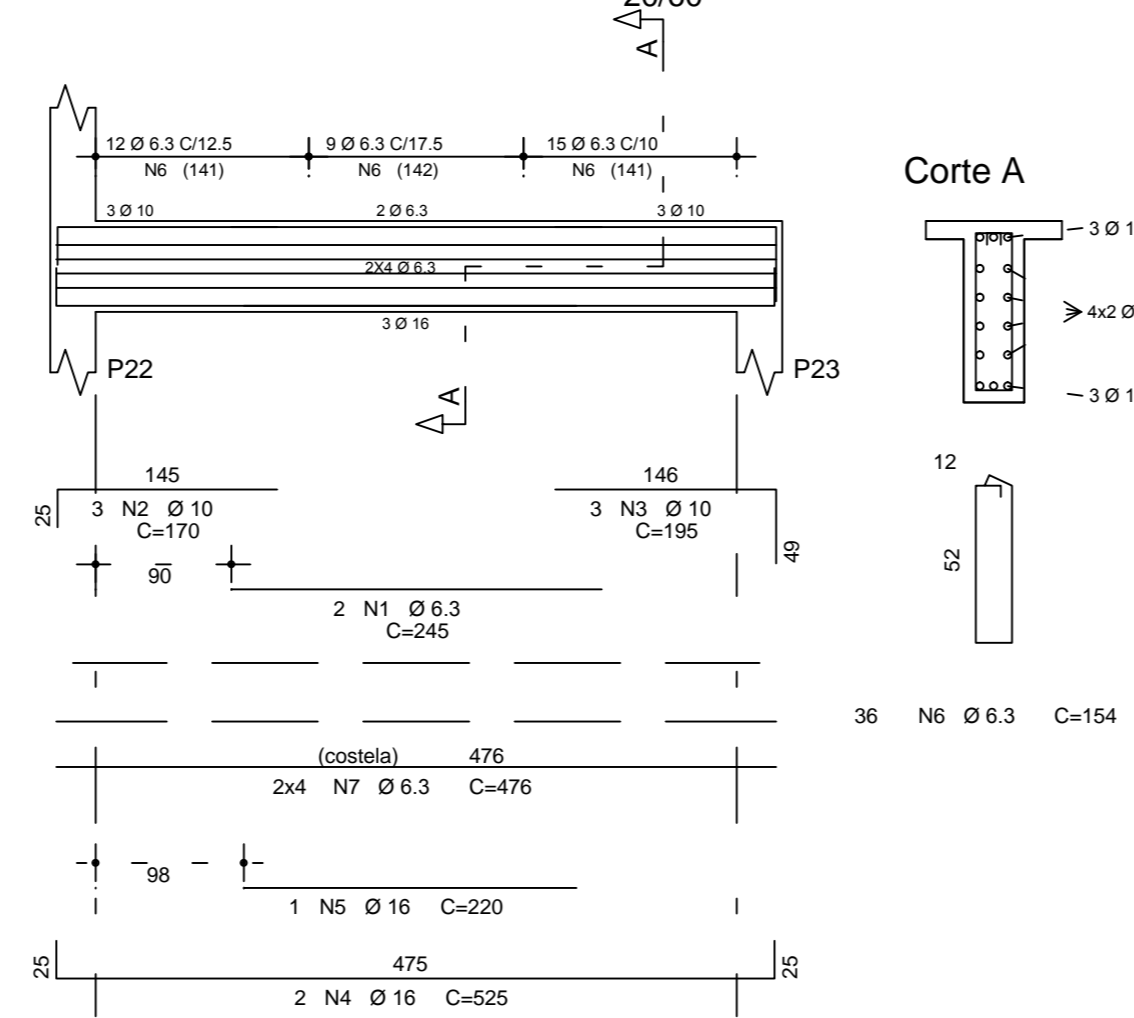 A
12 Ø 6.3 C/12.5
9 Ø 6.3 C/17.5
15 Ø 6.3 C/10
N6 (141)
N6 (142)
N6 (141)
3 Ø 10
2 Ø 6.3
3 Ø 10
2X4 Ø 6.3
3 Ø 16
P22
P23
A
Corte A
3 Ø 1
4x2 Ø
3 Ø 1
145
25
3 N2 Ø 10
C=170
146
3 N3 Ø 10
C=195
49
90
2 N1 Ø 6.3
C=245
12
52
36 N6 Ø 6.3 C=154
(costela) 476
2x4 N7 Ø 6.3 C=476
98
1 N5 Ø 16 C=220
25
475
25
2 N4 Ø 16 C=525